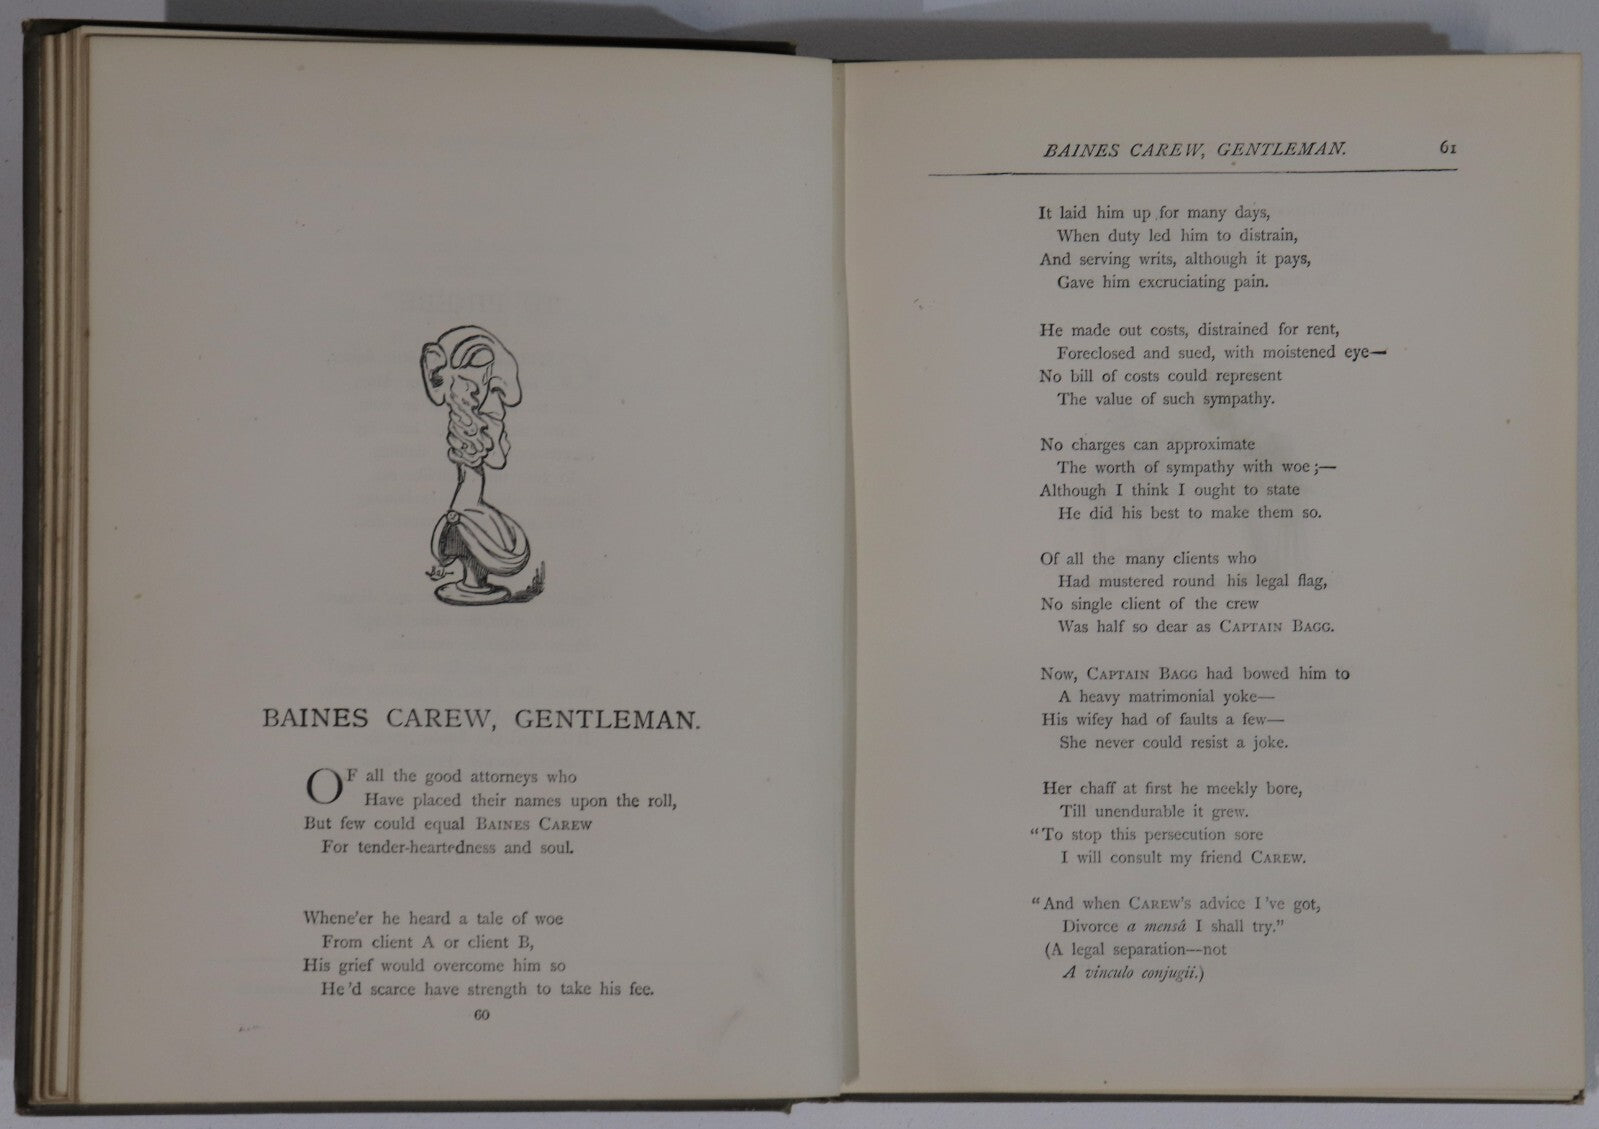 Bab
BAINES CAREW, GENTLEMAN.
OF all the good attorneys who
Have placed their names upon the roll,
But few could equal BAINES CAREW
For tender-heartedness and soul.
Whene'er he heard a tale of woe
From client A or client B,
His grief would overcome him so
He'd scarce have strength to take his fee.
60
BAINES CAREW, GENTLEMAN. 61
It laid him up for many days,
When duty led him to distrain,
And serving writs, although it pays,
Gave him excruciating pain.
He made out costs, distrained for rent,
Foreclosed and sued, with moistened eye—
No bill of costs could represent
The value of such sympathy.
No charges can approximate
The worth of sympathy with woe;—
Although I think I ought to state
He did his best to make them so.
Of all the many clients who
Had mustered round his legal flag,
No single client of the crew
Was half so dear as CAPTAIN BAGG.
Now, CAPTAIN BAGG had bowed him to
A heavy matrimonial yoke—
His wifey had of faults a few—
She never could resist a joke.
Her chaff at first he meekly bore,
Till unendurable it grew.
"To stop this persecution sore
I will consult my friend CAREW.
"And when CAREW'S advice I've got,
Divorce a mensâ I shall try."
(A legal separation—not
A vinculo conjugii.)